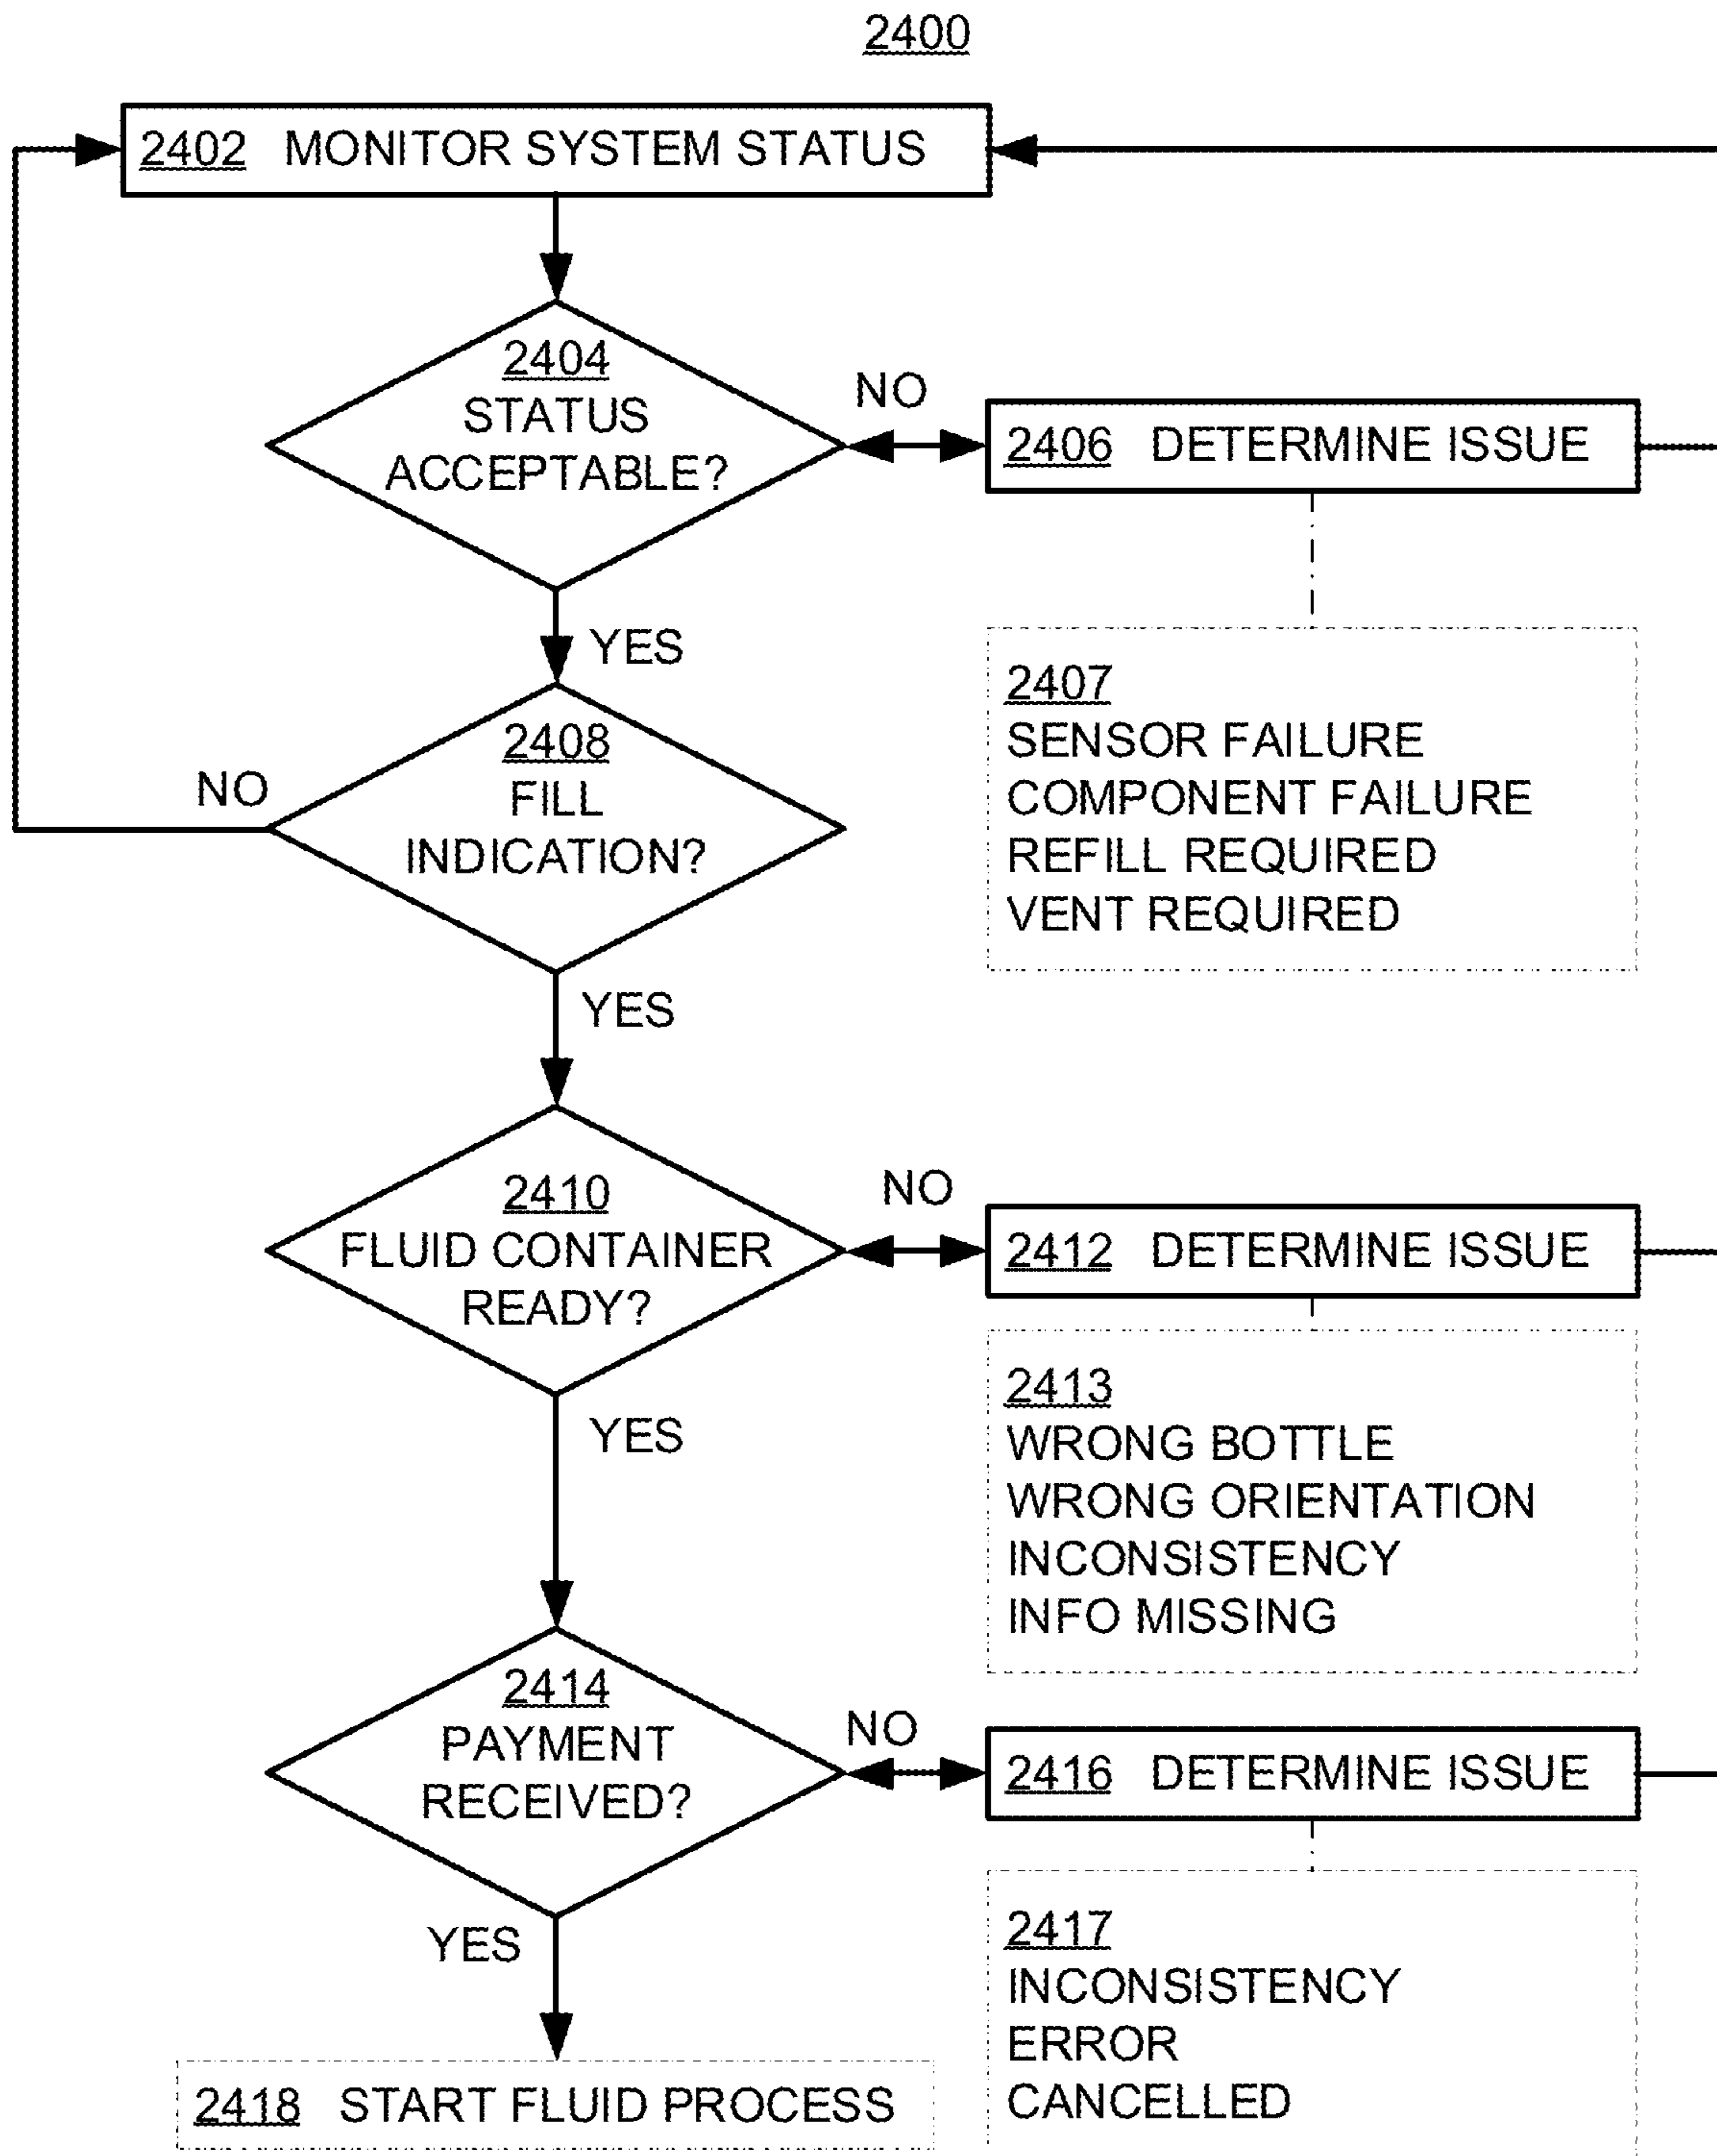 2400
2402 MONITOR SYSTEM STATUS
2404
STATUS
ACCEPTABLE?
NO
2406 DETERMINE ISSUE
YES
2407
SENSOR FAILURE
COMPONENT FAILURE
REFILL REQUIRED
VENT REQUIRED
2408
FILL
INDICATION?
NO
YES
2410
FLUID CONTAINER
READY?
NO
2412 DETERMINE ISSUE
YES
2413
WRONG BOTTLE
WRONG ORIENTATION
INCONSISTENCY
INFO MISSING
2414
PAYMENT
RECEIVED?
NO
2416 DETERMINE ISSUE
YES
2417
INCONSISTENCY
ERROR
CANCELLED
2418 START FLUID PROCESS